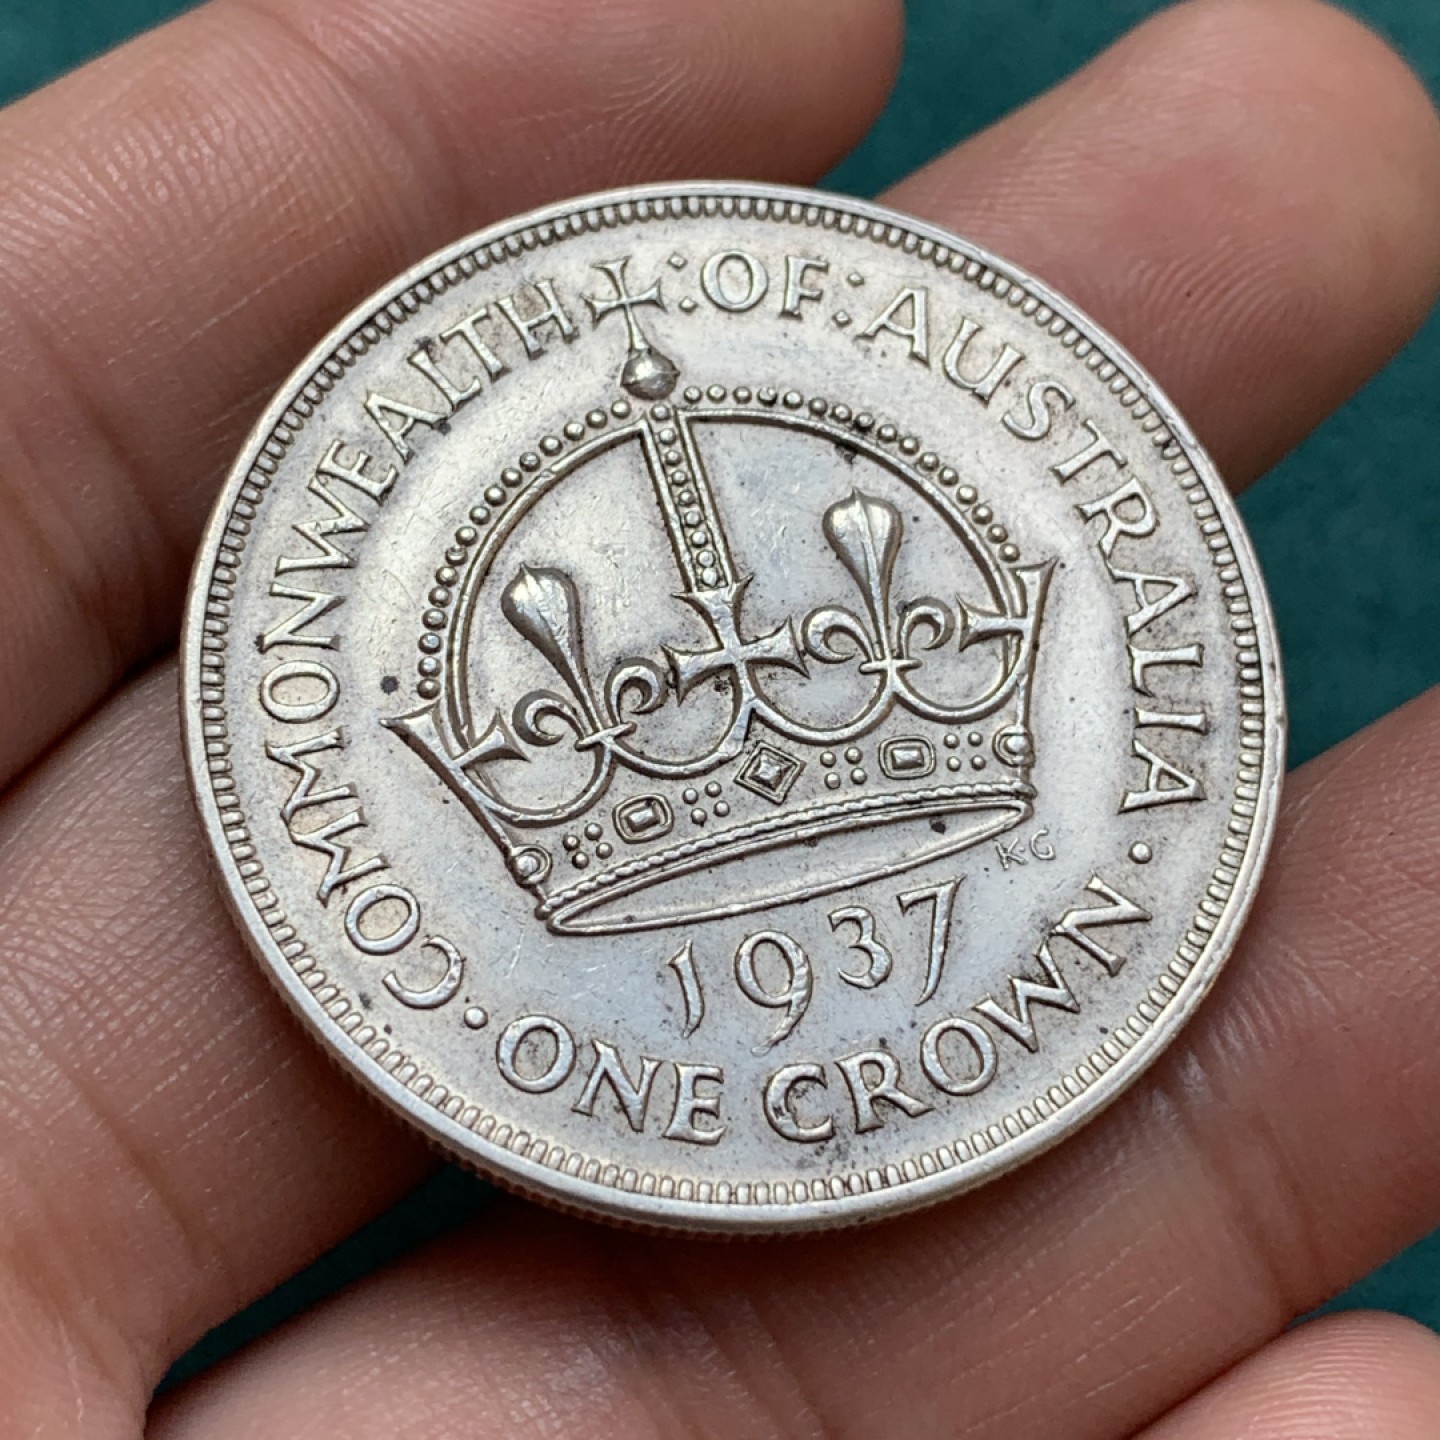 COMMONWEALTH : OF : AUSTRALIA
KG
1937
· ONE CROWN ·